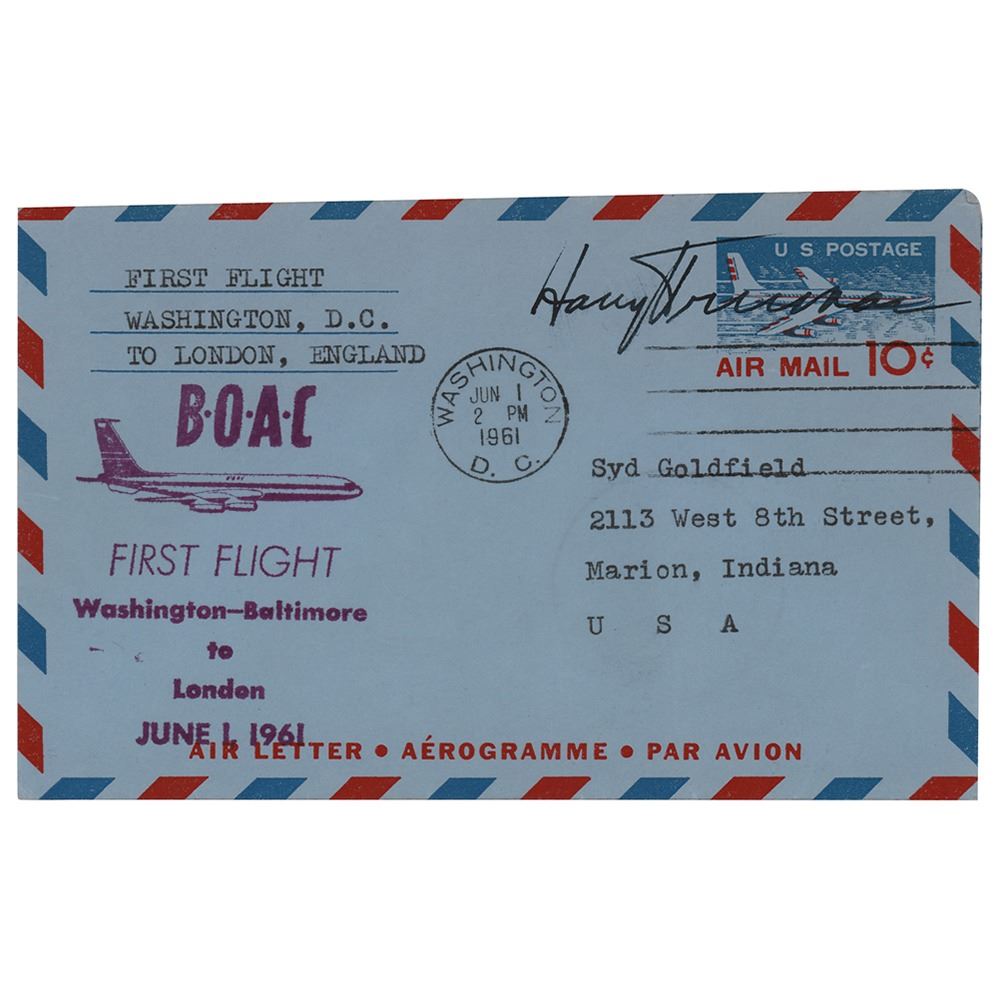 FIRST FLIGHT
WASHINGTON, D.C.
TO LONDON, ENGLAND
Harry Truman
U S POSTAGE
AIR MAIL 10¢
WASHINGTON
JUN 1
2 PM
1961
D. C.
B·O·A·C
FIRST FLIGHT
Washington—Baltimore
to
London
JUNE 1, 1961
Syd Goldfield
2113 West 8th Street,
Marion, Indiana
U S A
AIR LETTER • AÉROGRAMME • PAR AVION